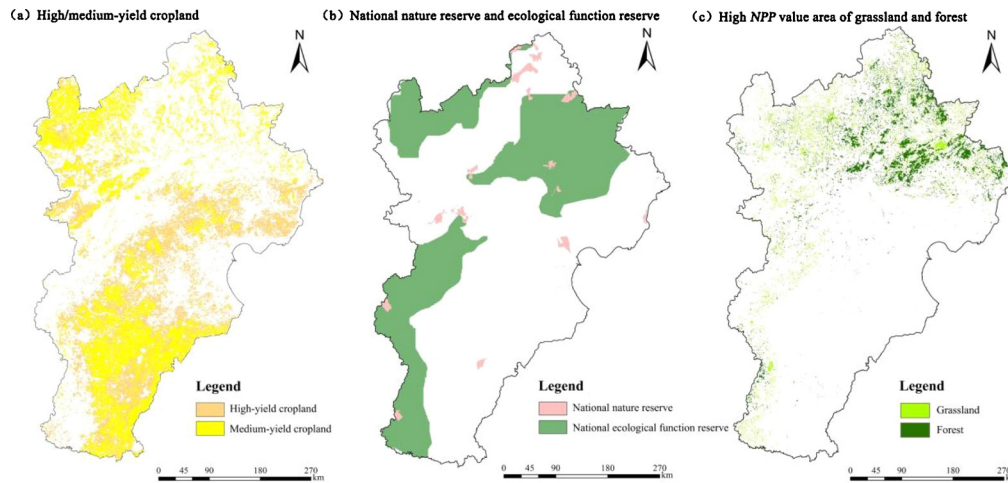 （a）High/medium-yield cropland
（b）National nature reserve and ecological function reserve
（c）High NPP value area of grassland and forest
N
N
N
Legend
High-yield cropland
Medium-yield cropland
0 45 90 180 270
km
Legend
National nature reserve
National ecological function reserve
0 45 90 180 270
km
Legend
Grassland
Forest
0 45 90 180 270
km